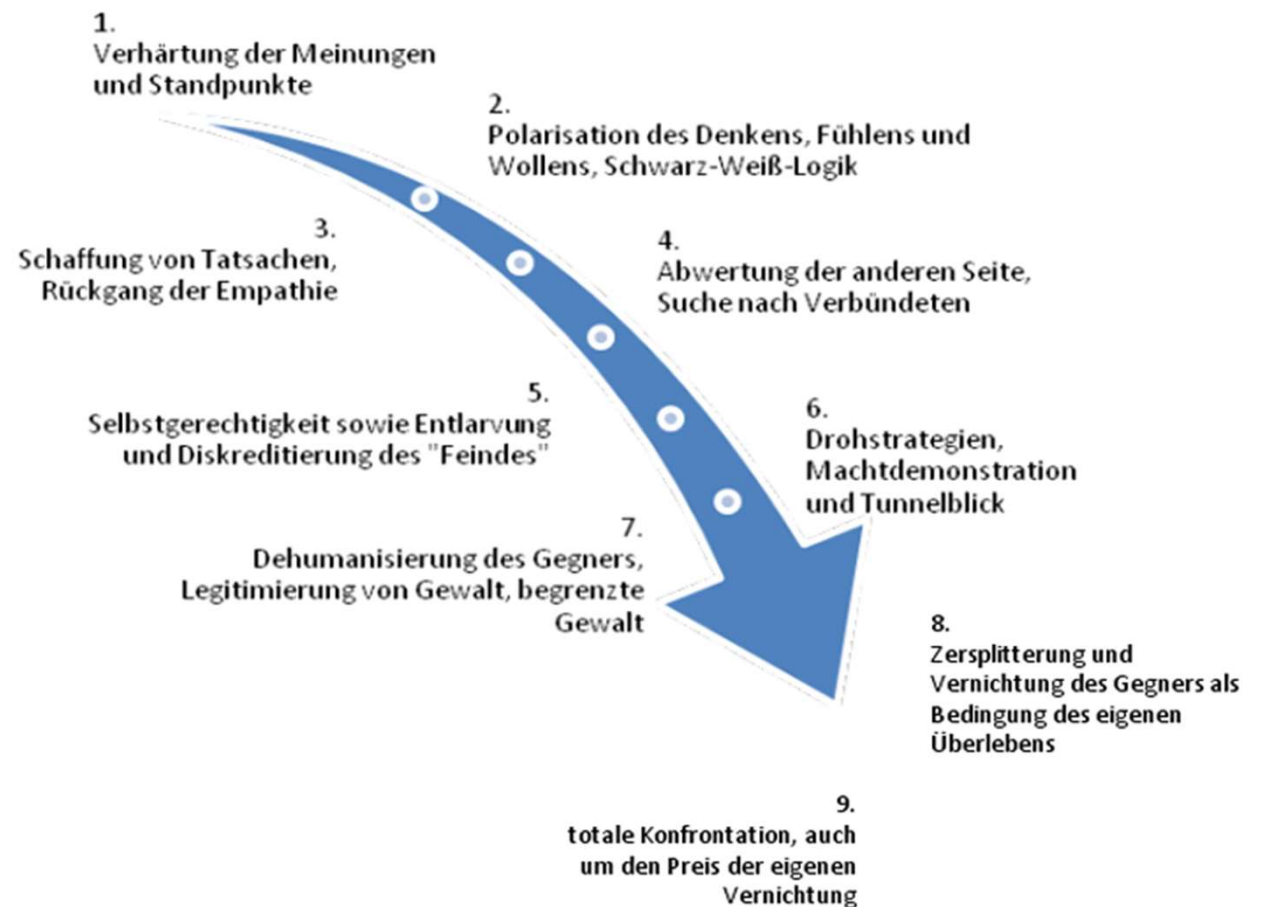 1.
Verhärtung der Meinungen
und Standpunkte
2.
Polarisation des Denkens, Fühlens und
Wollens, Schwarz-Weiß-Logik
3.
Schaffung von Tatsachen,
Rückgang der Empathie
4.
Abwertung der anderen Seite,
Suche nach Verbündeten
5.
Selbstgerechtigkeit sowie Entlarvung
und Diskreditierung des "Feindes"
6.
Drohstrategien,
Machtdemonstration
und Tunnelblick
7.
Dehumanisierung des Gegners,
Legitimierung von Gewalt, begrenzte
Gewalt
8.
Zersplitterung und
Vernichtung des Gegners als
Bedingung des eigenen
Überlebens
9.
totale Konfrontation, auch
um den Preis der eigenen
Vernichtung